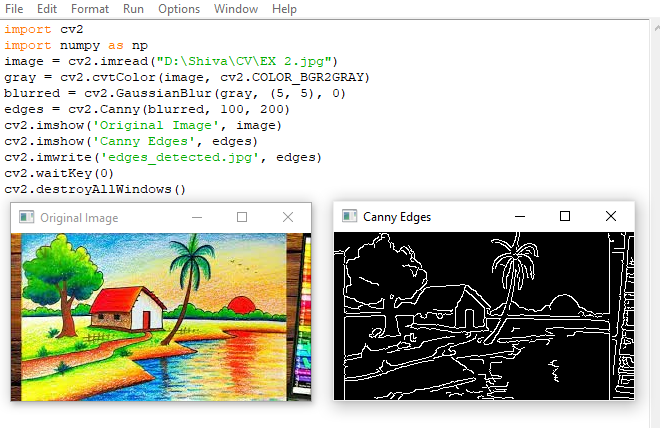 File Edit Format Run Options Window Help
import cv2
import numpy as np
image = cv2.imread("D:\Shiva\CV\EX 2.jpg")
gray = cv2.cvtColor(image, cv2.COLOR_BGR2GRAY)
blurred = cv2.GaussianBlur(gray, (5, 5), 0)
edges = cv2.Canny(blurred, 100, 200)
cv2.imshow('Original Image', image)
cv2.imshow('Canny Edges', edges)
cv2.imwrite('edges_detected.jpg', edges)
cv2.waitKey(0)
cv2.destroyAllWindows()
Original Image
Canny Edges